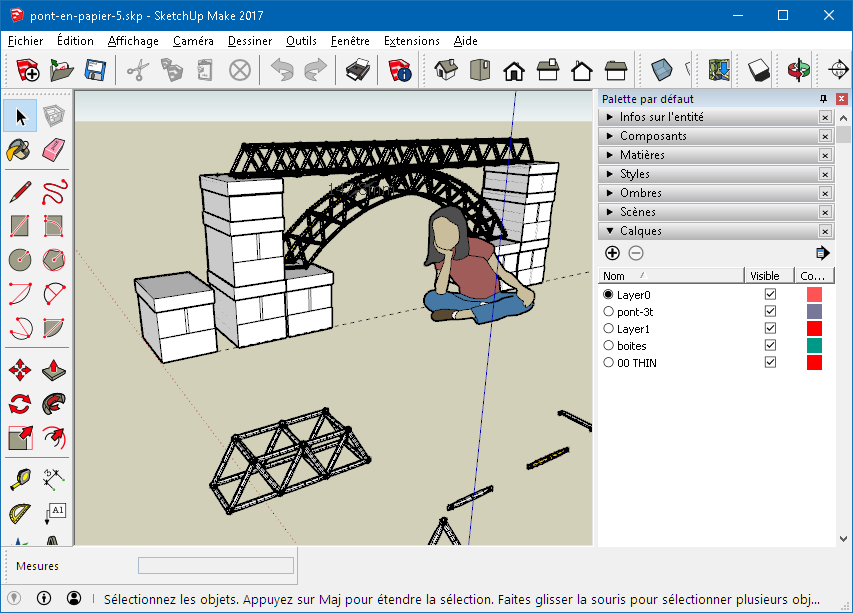 pont-en-papier-5.skp - SketchUp Make 2017
Fichier Édition Affichage Caméra Dessiner Outils Fenêtre Extensions Aide
Palette par défaut
Infos sur l'entité
Composants
Matières
Styles
Ombres
Scènes
Calques
Nom Visible Co...
Layer0
pont-3t
Layer1
boites
00 THIN
A1
Mesures
Sélectionnez les objets. Appuyez sur Maj pour étendre la sélection. Faites glisser la souris pour sélectionner plusieurs obj...